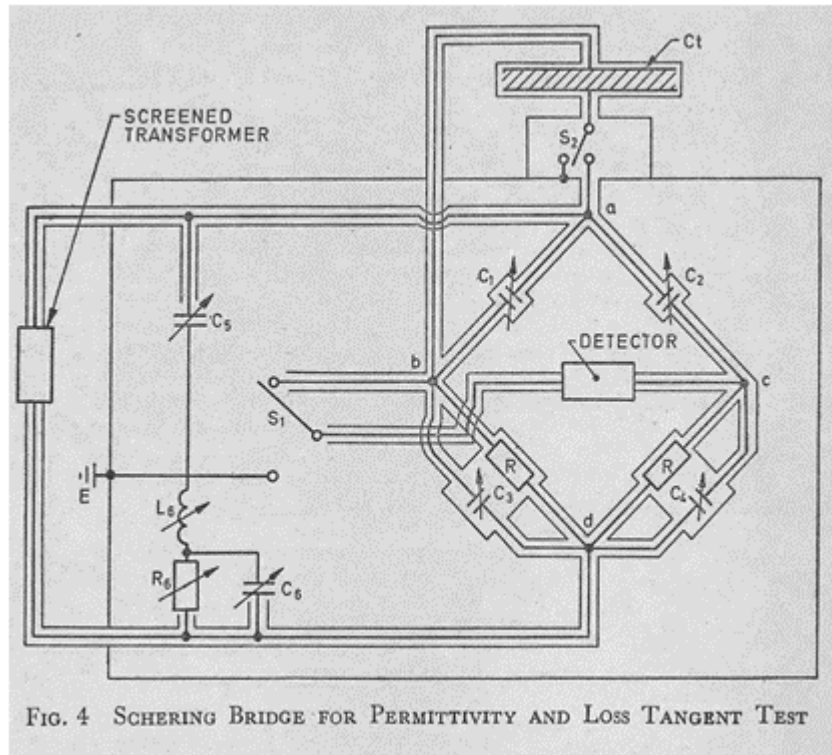 Ct
SCREENED
TRANSFORMER
S2
a
C1
C2
C5
DETECTOR
b
c
S1
R
R
E
C3
C4
L6
d
R6
C6
FIG. 4 SCHERING BRIDGE FOR PERMITTIVITY AND LOSS TANGENT TEST